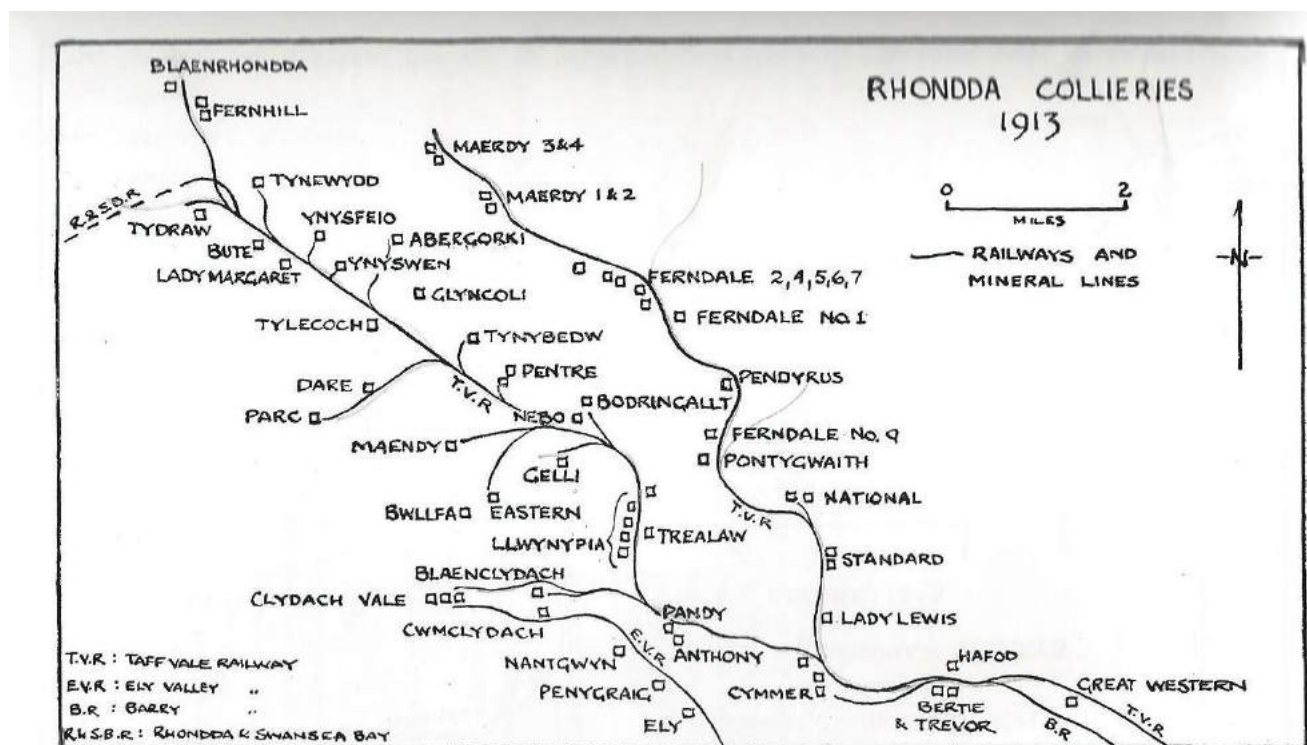 RHONDDA COLLIERIES
1913
0 2
MILES
RAILWAYS AND
MINERAL LINES
N
BLAENRHONDDA
FERNHILL
MAERDY 3&4
TYNEWYDD
MAERDY 1&2
R&S.B.R
YNYSFEIO
TYDRAW
BUTE
ABERGORKI
LADY MARGARET
YNYSWEN
FERNDALE 2,4,5,6,7
GLYNCOLI
FERNDALE No.1
TYLECOCH
TYNYBEDW
PENTRE
PENDYRUS
DARE
T.V.R
BODRINGALLT
PARC
NEBO
FERNDALE No. 9
MAENDY
PONTYGWAITH
GELLI
NATIONAL
BWLLFA
EASTERN
T.V.R
LLWYNYPIA
TREALAW
STANDARD
BLAENCLYDACH
CLYDACH VALE
PANDY
LADY LEWIS
CWMCLYDACH
E.V.R
ANTHONY
HAFOD
NANTGWYN
GREAT WESTERN
PENYGRAIG
CYMMER
BERTIE
& TREVOR
ELY
B.R
T.V.R
T.V.R : TAFF VALE RAILWAY
E.V.R : ELY VALLEY "
B.R : BARRY "
R&S.B.R : RHONDDA & SWANSEA BAY